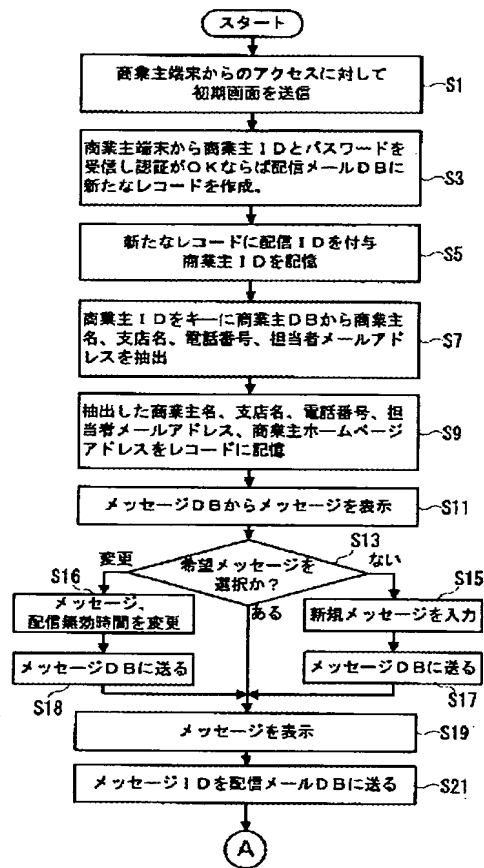 スタート
商業主端末からのアクセスに対して
初期画面を送信
S1
商業主端末から商業主IDとパスワードを
受信し認証がOKならば配信メールDBに
新たなレコードを作成。
S3
新たなレコードに配信IDを付与
商業主IDを記憶
S5
商業主IDをキーに商業主DBから商業主
名、支店名、電話番号、担当者メールアド
レスを抽出
S7
抽出した商業主名、支店名、電話番号、担
当者メールアドレス、商業主ホームページ
アドレスをレコードに記憶
S9
メッセージDBからメッセージを表示
S11
S13
変更
希望メッセージを
選択か?
ない
ある
S16
メッセージ、
配信無効時間を変更
S15
新規メッセージを入力
メッセージDBに送る
S18
メッセージDBに送る
S17
メッセージを表示
S19
メッセージIDを配信メールDBに送る
S21
A